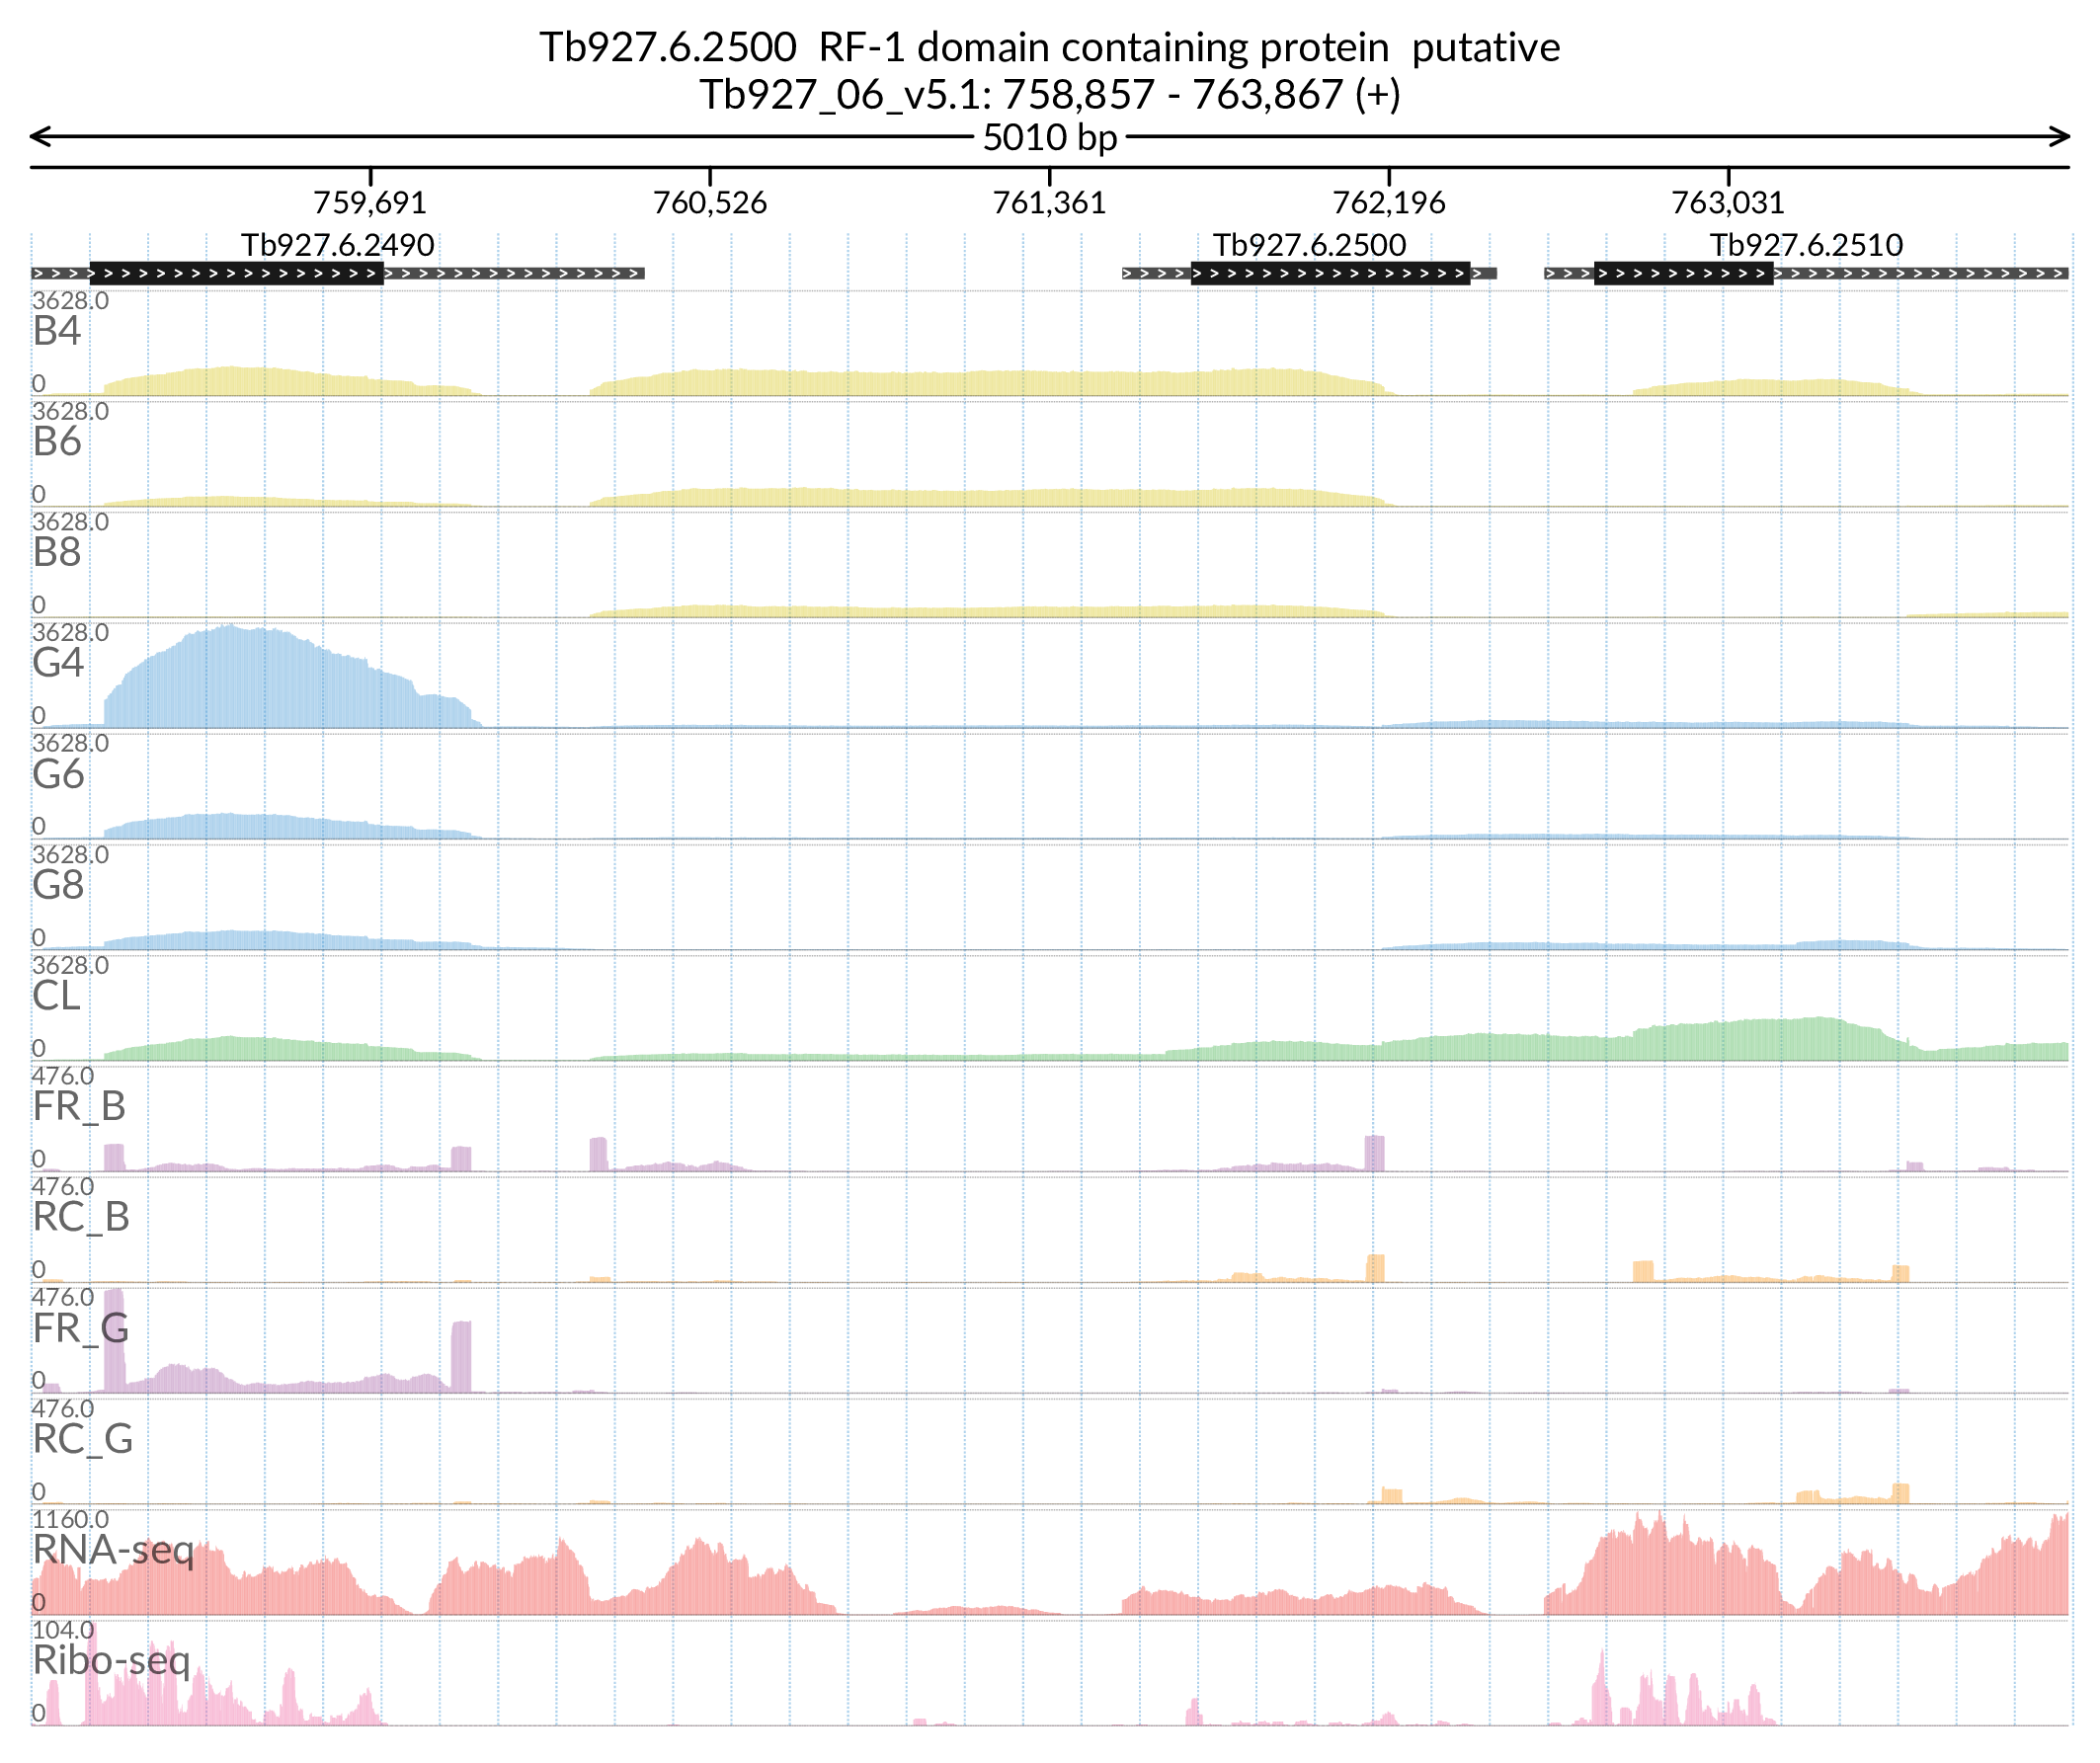 Tb927.6.2500  RF-1 domain containing protein  putative
Tb927_06_v5.1: 758,857 - 763,867 (+)
5010 bp
759,691 760,526 761,361 762,196 763,031
Tb927.6.2490 Tb927.6.2500 Tb927.6.2510
3628.0
B4
0
3628.0
B6
0
3628.0
B8
0
3628.0
G4
0
3628.0
G6
0
3628.0
G8
0
3628.0
CL
0
476.0
FR_B
0
476.0
RC_B
0
476.0
FR_G
0
476.0
RC_G
0
1160.0
RNA-seq
0
104.0
Ribo-seq
0